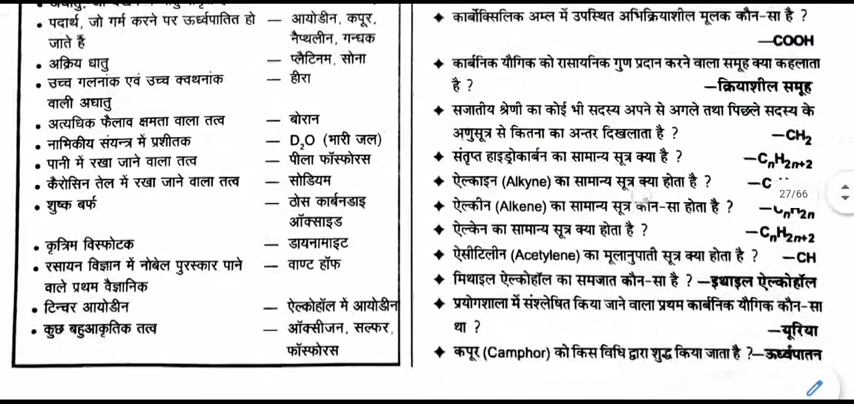 पदार्थ, जो गर्म करने पर ऊर्ध्वपातित हो — आयोडीन, कपूर,
जाते हैं नैप्थलीन, गन्धक
• अक्रिय धातु — प्लैटिनम, सोना
• उच्च गलनांक एवं उच्च क्वथनांक — हीरा
वाली अधातु
• अत्यधिक फैलाव क्षमता वाला तत्व — बोरान
• नाभिकीय संयन्त्र में प्रशीतक — D₂O (भारी जल)
• पानी में रखा जाने वाला तत्व — पीला फॉस्फोरस
• कैरोसिन तेल में रखा जाने वाला तत्व — सोडियम
• शुष्क बर्फ — ठोस कार्बनडाइ
ऑक्साइड
• कृत्रिम विस्फोटक — डायनामाइट
• रसायन विज्ञान में नोबेल पुरस्कार पाने — वाण्ट हॉफ
वाले प्रथम वैज्ञानिक
• टिन्चर आयोडीन — ऐल्कोहॉल में आयोडीन
• कुछ बहुआकृतिक तत्व — ऑक्सीजन, सल्फर,
फॉस्फोरस
कार्बोक्सिलिक अम्ल में उपस्थित अभिक्रियाशील मूलक कौन-सा है ?
—COOH
कार्बनिक यौगिक को रासायनिक गुण प्रदान करने वाला समूह क्या कहलाता
है ? —क्रियाशील समूह
सजातीय श्रेणी का कोई भी सदस्य अपने से अगले तथा पिछले सदस्य के
अणुसूत्र से कितना का अन्तर दिखलाता है ? —CH₂
संतृप्त हाइड्रोकार्बन का सामान्य सूत्र क्या है ? —CₙH₂ₙ₊₂
ऐल्काइन (Alkyne) का सामान्य सूत्र क्या होता है ? —C
27/66
ऐल्कीन (Alkene) का सामान्य सूत्र कौन-सा होता है ? —CₙH₂ₙ
ऐल्केन का सामान्य सूत्र क्या होता है ? —CₙH₂ₙ₊₂
ऐसीटिलीन (Acetylene) का मूलानुपाती सूत्र क्या होता है ? —CH
मिथाइल ऐल्कोहॉल का समजात कौन-सा है ? —इथाइल ऐल्कोहॉल
प्रयोगशाला में संश्लेषित किया जाने वाला प्रथम कार्बनिक यौगिक कौन-सा
था ? —यूरिया
कपूर (Camphor) को किस विधि द्वारा शुद्ध किया जाता है ?—ऊर्ध्वपातन